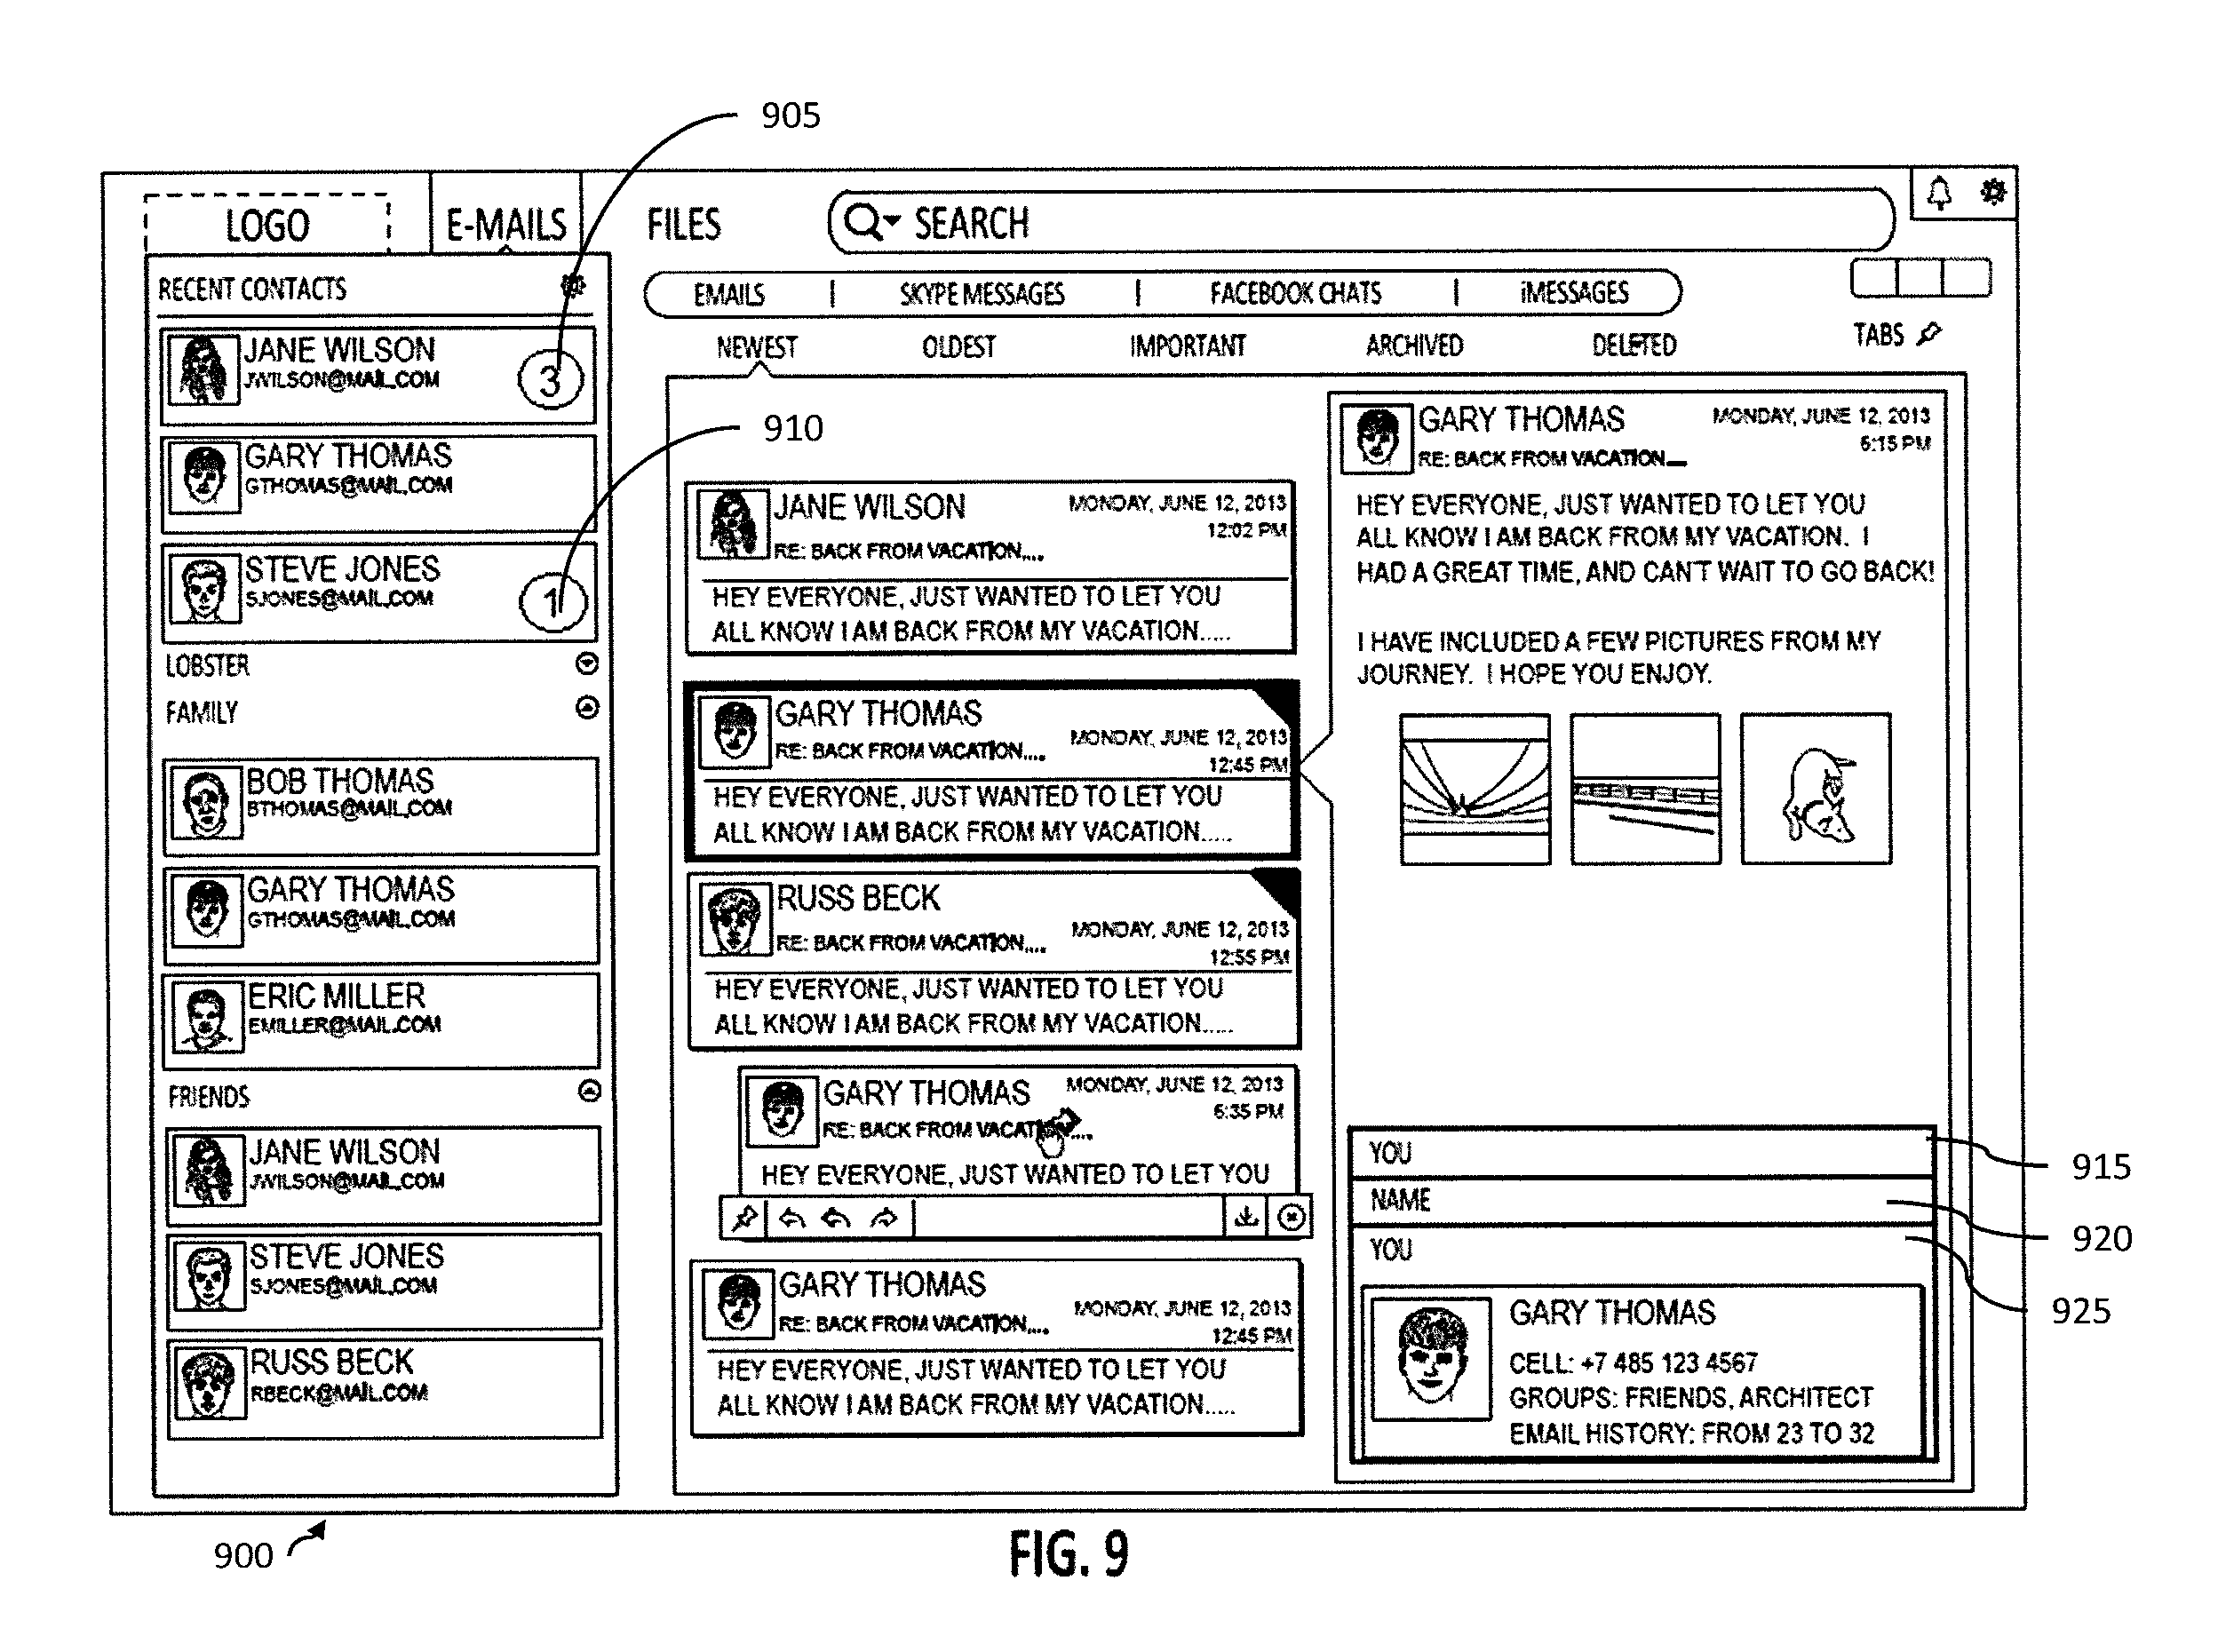 905
LOGO
E-MAILS
FILES
SEARCH
RECENT CONTACTS
EMAILS | SKYPE MESSAGES | FACEBOOK CHATS | iMESSAGES
NEWEST OLDEST IMPORTANT ARCHIVED DELETED
TABS
JANE WILSON
JWILSON@MAIL.COM
3
910
GARY THOMAS
GTHOMAS@MAIL.COM
STEVE JONES
SJONES@MAIL.COM
1
LOBSTER
FAMILY
BOB THOMAS
BTHOMAS@MAIL.COM
GARY THOMAS
GTHOMAS@MAIL.COM
ERIC MILLER
EMILLER@MAIL.COM
FRIENDS
JANE WILSON
JWILSON@MAIL.COM
STEVE JONES
SJONES@MAIL.COM
RUSS BECK
RBECK@MAIL.COM
JANE WILSON
MONDAY, JUNE 12, 2013
12:02 PM
RE: BACK FROM VACATION....
HEY EVERYONE, JUST WANTED TO LET YOU
ALL KNOW I AM BACK FROM MY VACATION.....
GARY THOMAS
MONDAY, JUNE 12, 2013
RE: BACK FROM VACATION....
12:45 PM
HEY EVERYONE, JUST WANTED TO LET YOU
ALL KNOW I AM BACK FROM MY VACATION.....
RUSS BECK
MONDAY, JUNE 12, 2013
RE: BACK FROM VACATION....
12:55 PM
HEY EVERYONE, JUST WANTED TO LET YOU
ALL KNOW I AM BACK FROM MY VACATION.....
GARY THOMAS
MONDAY, JUNE 12, 2013
6:35 PM
RE: BACK FROM VACATION....
HEY EVERYONE, JUST WANTED TO LET YOU
GARY THOMAS
MONDAY, JUNE 12, 2013
RE: BACK FROM VACATION....
12:45 PM
HEY EVERYONE, JUST WANTED TO LET YOU
ALL KNOW I AM BACK FROM MY VACATION.....
GARY THOMAS
MONDAY, JUNE 12, 2013
6:15 PM
RE: BACK FROM VACATION...
HEY EVERYONE, JUST WANTED TO LET YOU
ALL KNOW I AM BACK FROM MY VACATION. I
HAD A GREAT TIME, AND CAN'T WAIT TO GO BACK!
I HAVE INCLUDED A FEW PICTURES FROM MY
JOURNEY. I HOPE YOU ENJOY.
YOU
915
NAME
920
YOU
925
GARY THOMAS
CELL: +7 485 123 4567
GROUPS: FRIENDS, ARCHITECT
EMAIL HISTORY: FROM 23 TO 32
900
FIG. 9